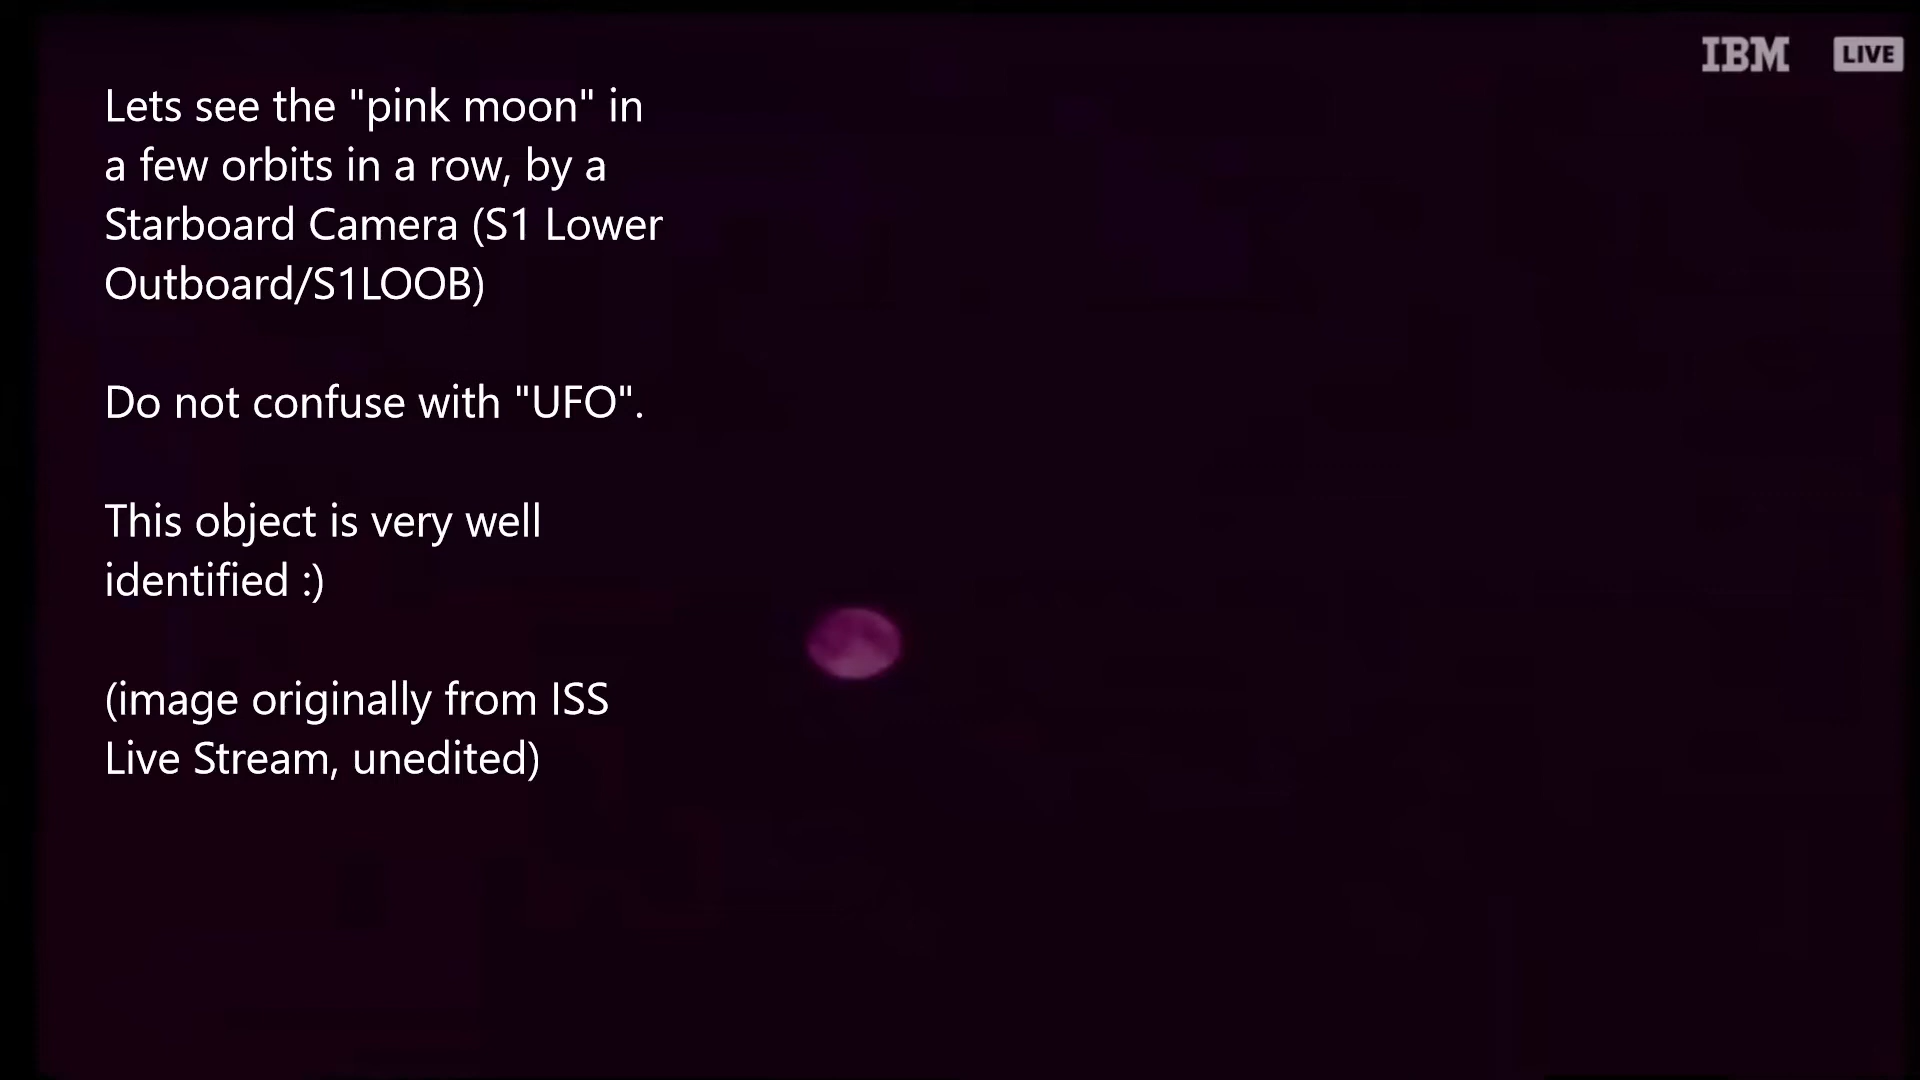 IBM LIVE
Lets see the "pink moon" in
a few orbits in a row, by a
Starboard Camera (S1 Lower
Outboard/S1LOOB)
Do not confuse with "UFO".
This object is very well
identified :)
(image originally from ISS
Live Stream, unedited)